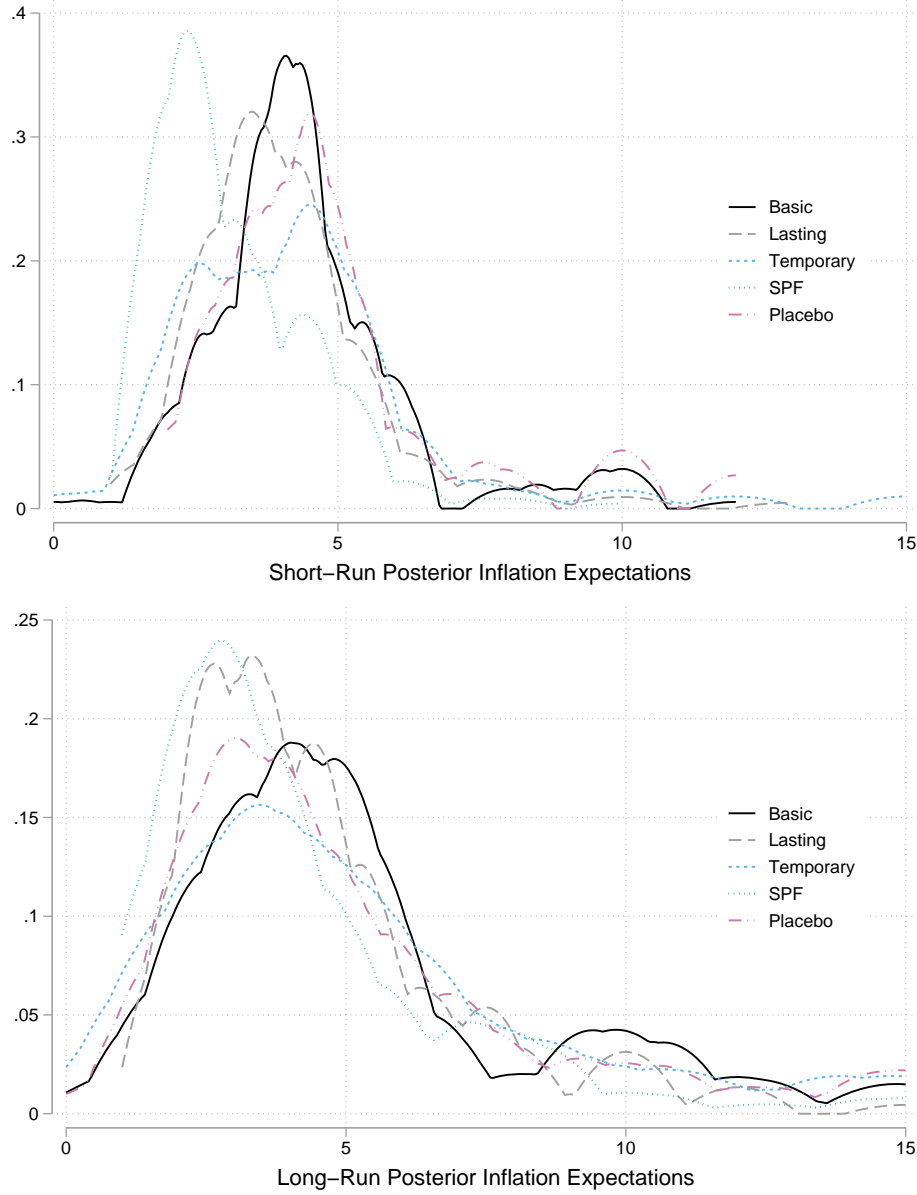 .4
.3
.2
.1
0
0
5
10
15
Short−Run Posterior Inflation Expectations
Basic
Lasting
Temporary
SPF
Placebo
.25
.2
.15
.1
.05
0
0
5
10
15
Long−Run Posterior Inflation Expectations
Basic
Lasting
Temporary
SPF
Placebo